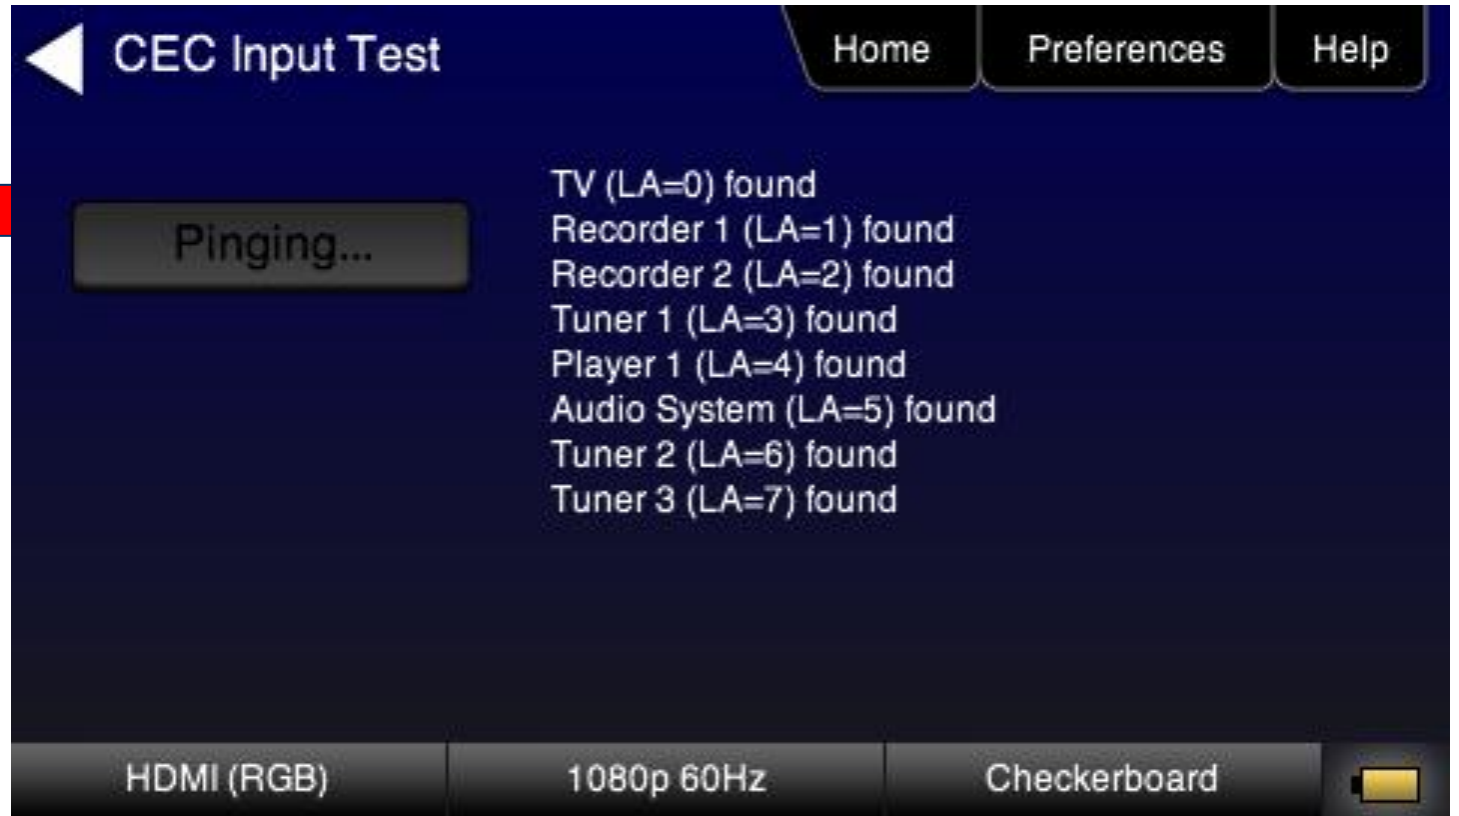 CEC Input Test
Home
Preferences
Help
Pinging...
TV (LA=0) found
Recorder 1 (LA=1) found
Recorder 2 (LA=2) found
Tuner 1 (LA=3) found
Player 1 (LA=4) found
Audio System (LA=5) found
Tuner 2 (LA=6) found
Tuner 3 (LA=7) found
HDMI (RGB)
1080p 60Hz
Checkerboard